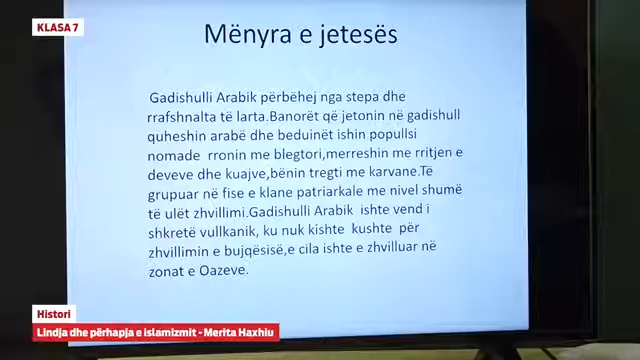 KLASA 7
Mënyra e jetesës
Gadishulli Arabik përbëhej nga stepa dhe
rrafshnalta të larta.Banorët që jetonin në gadishull
quheshin arabë dhe beduinët ishin popullsi
nomade rronin me blegtori,merreshin me rritjen e
deveve dhe kuajve,bënin tregti me karvane.Të
grupuar në fise e klane patriarkale me nivel shumë
të ulët zhvillimi.Gadishulli Arabik ishte vend i
shkretë vullkanik, ku nuk kishte kushte për
zhvillimin e bujqësisë,e cila ishte e zhvilluar në
zonat e Oazeve.
Histori
Lindja dhe përhapja e islamizmit - Merita Haxhiu